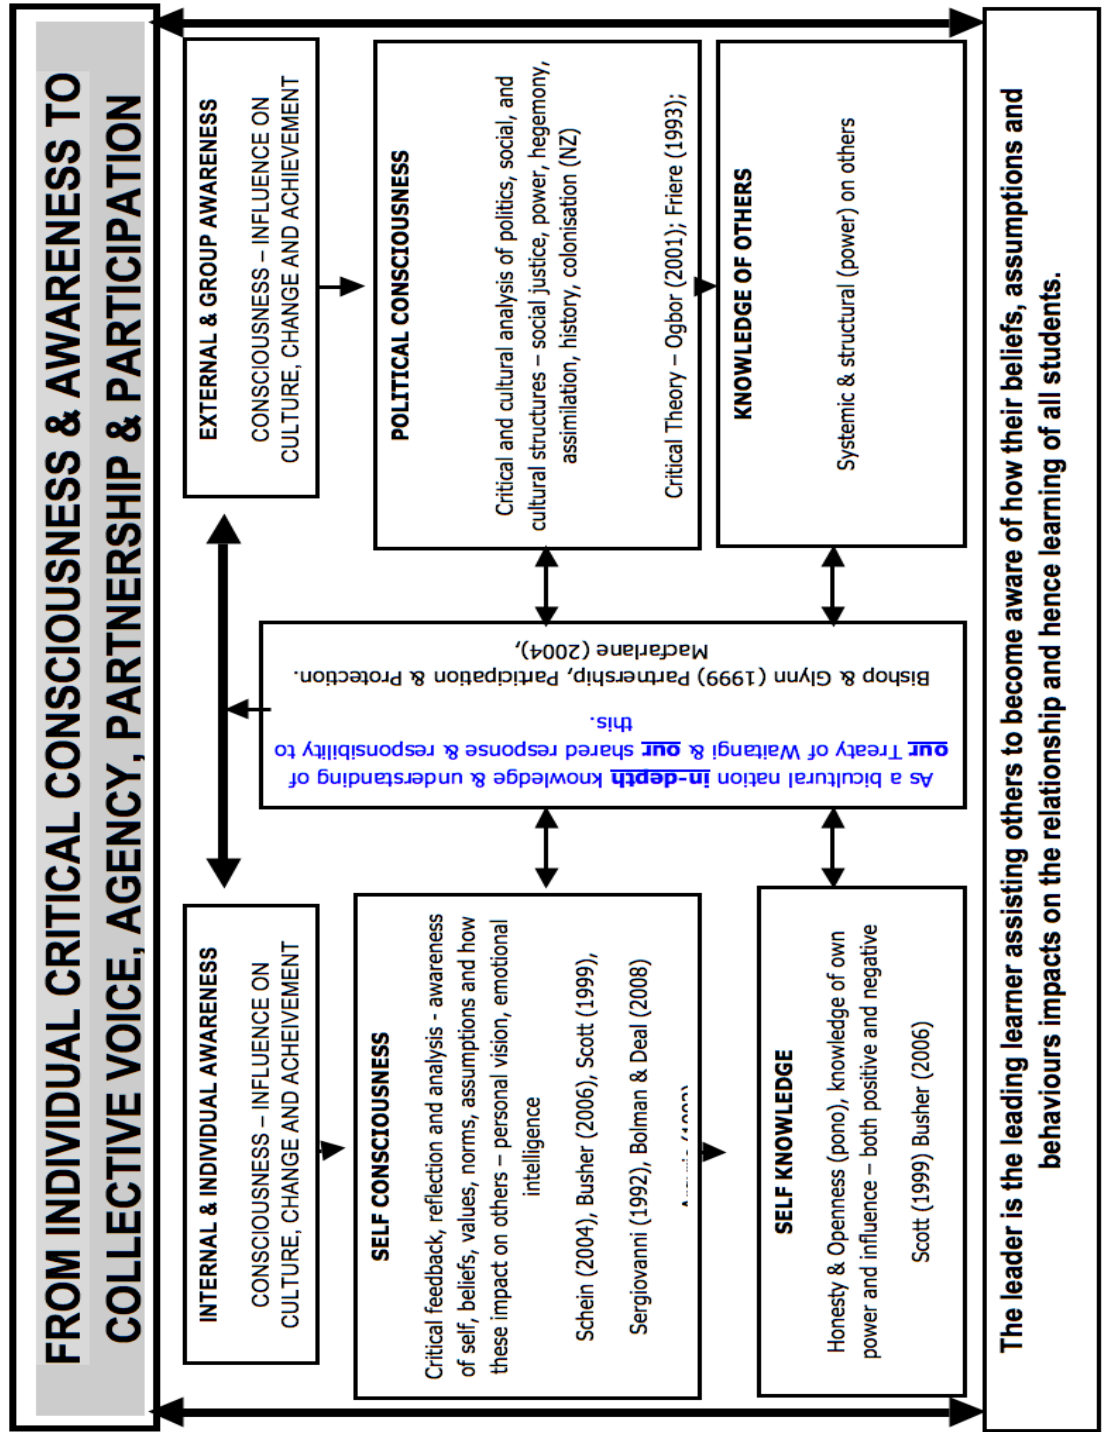 FROM INDIVIDUAL CRITICAL CONSCIOUSNESS & AWARENESS TO
COLLECTIVE VOICE, AGENCY, PARTNERSHIP & PARTICIPATION
INTERNAL & INDIVIDUAL AWARENESS
CONSCIOUSNESS – INFLUENCE ON
CULTURE, CHANGE AND ACHEIVEMENT
EXTERNAL & GROUP AWARENESS
CONSCIOUSNESS – INFLUENCE ON
CULTURE, CHANGE AND ACHIEVEMENT
SELF CONSCIOUSNESS
Critical feedback, reflection and analysis - awareness
of self, beliefs, values, norms, assumptions and how
these impact on others – personal vision, emotional
intelligence
Schein (2004), Busher (2006), Scott (1999),
Sergiovanni (1992), Bolman & Deal (2008)
As a bicultural nation in-depth knowledge & understanding of
our Treaty of Waitangi & our shared response & responsibility to
this.
Bishop & Glynn (1999) Partnership, Participation & Protection.
Macfarlane (2004),
POLITICAL CONSCIOUSNESS
Critical and cultural analysis of politics, social, and
cultural structures – social justice, power, hegemony,
assimilation, history, colonisation (NZ)
Critical Theory – Ogbor (2001); Friere (1993);
SELF KNOWLEDGE
Honesty & Openness (pono), knowledge of own
power and influence – both positive and negative
Scott (1999) Busher (2006)
KNOWLEDGE OF OTHERS
Systemic & structural (power) on others
The leader is the leading learner assisting others to become aware of how their beliefs, assumptions and
behaviours impacts on the relationship and hence learning of all students.